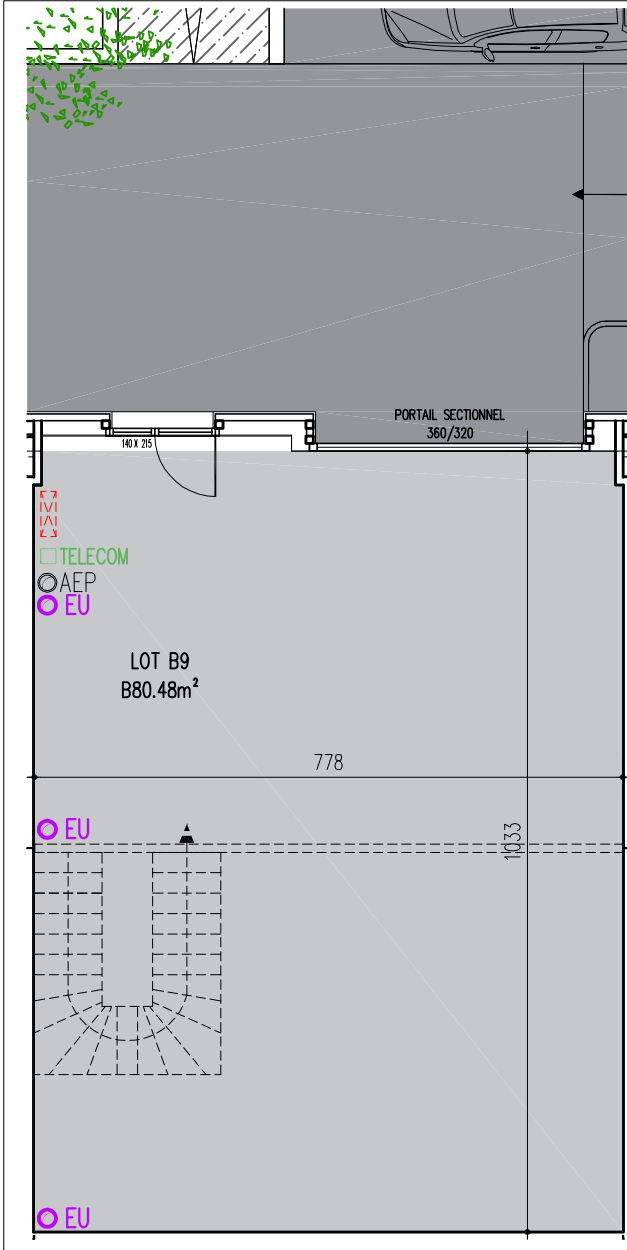 PORTAIL SECTIONNEL
360/320
140 X 215
TELECOM
AEP
EU
LOT B9
B80.48m²
778
EU
1033
EU